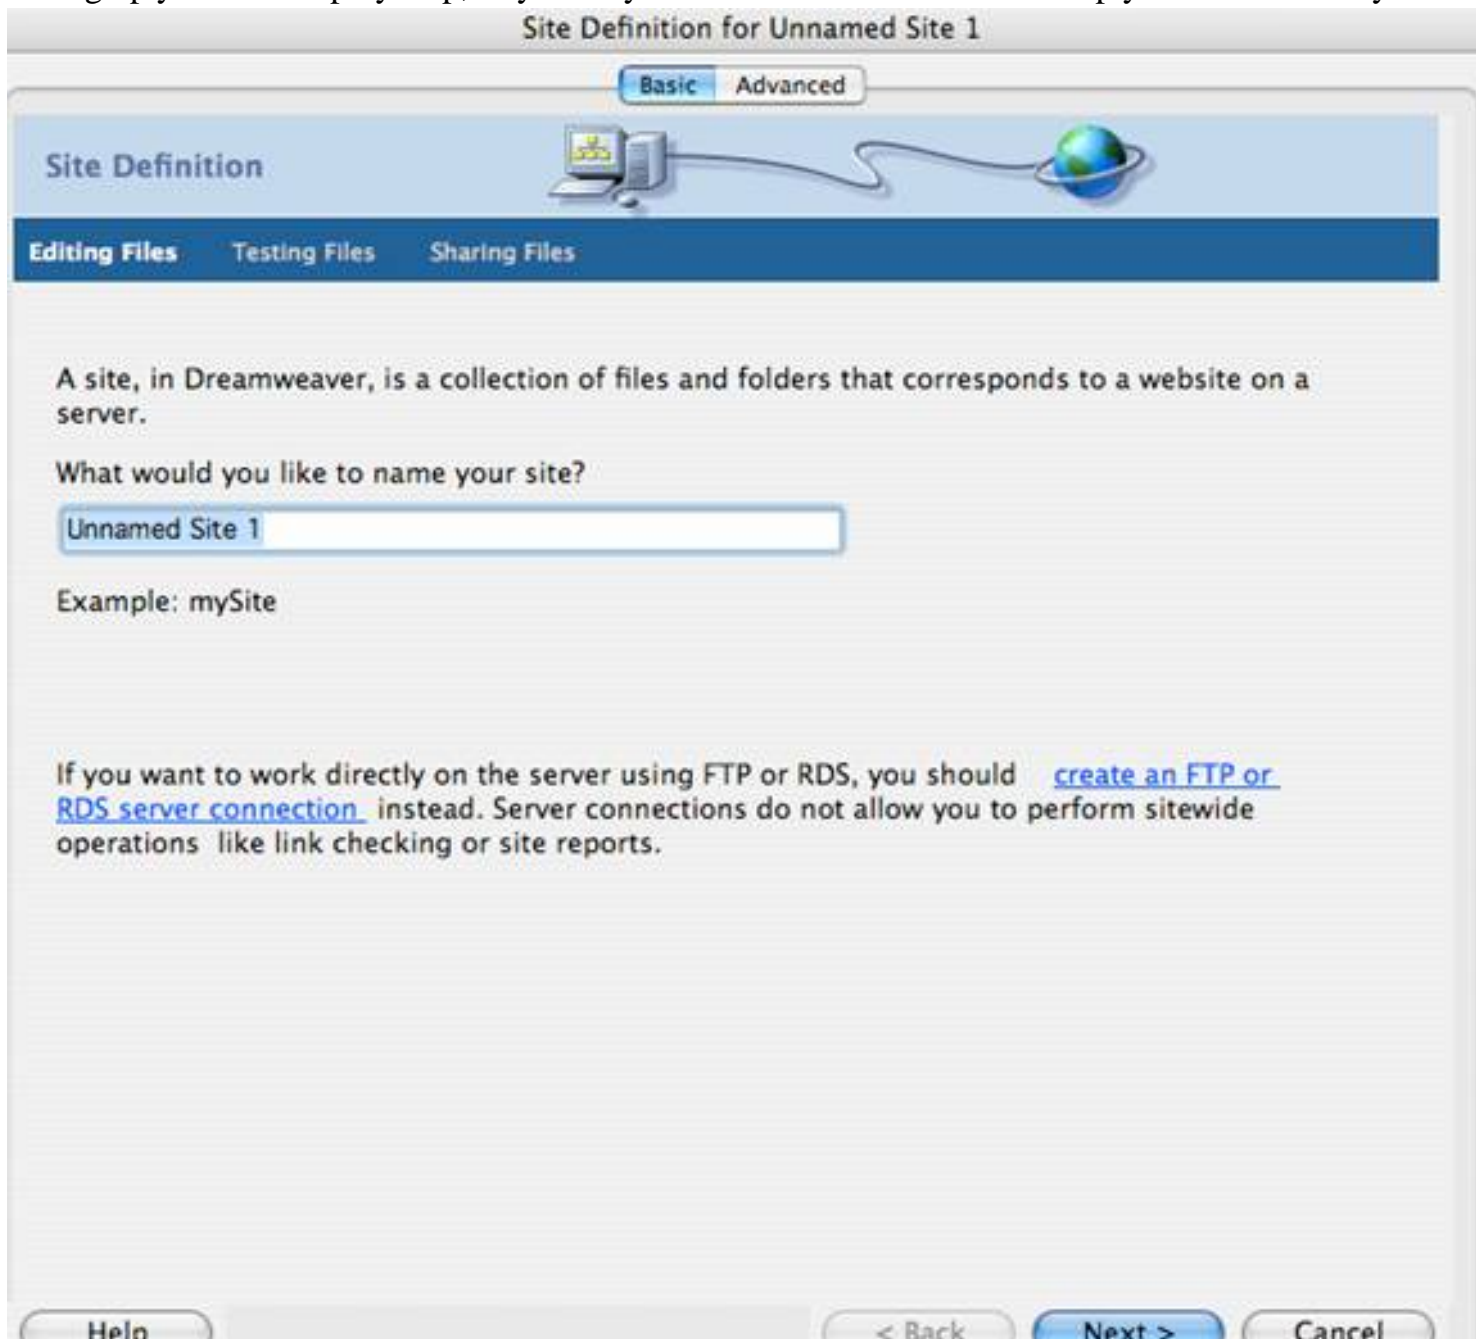 Site Definition for Unnamed Site 1
Basic Advanced
Site Definition
Editing Files Testing Files Sharing Files
A site, in Dreamweaver, is a collection of files and folders that corresponds to a website on a
server.
What would you like to name your site?
Unnamed Site 1
Example: mySite
If you want to work directly on the server using FTP or RDS, you should create an FTP or
RDS server connection instead. Server connections do not allow you to perform sitewide
operations like link checking or site reports.
Help < Back Next > Cancel